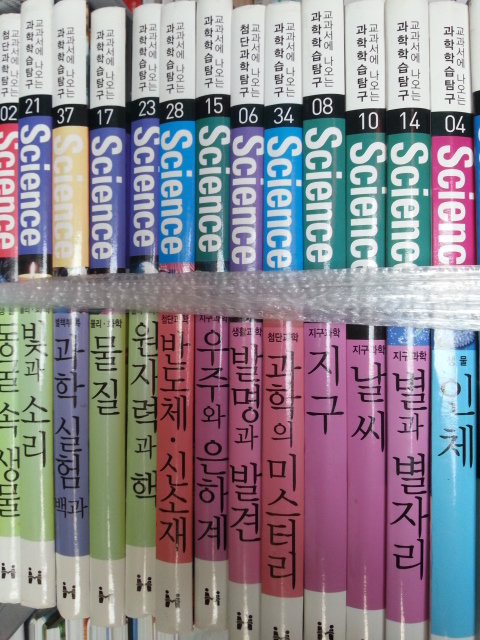 교과서에 나오는
첨단과학탐구
02
Science
동굴 속 생물
교과서에 나오는
과학학습탐구
21
Science
물리·화학
빛과 소리
교과서에 나오는
과학학습탐구
37
Science
과학 실험
백과
교과서에 나오는
과학학습탐구
17
Science
물리·화학
물질
교과서에 나오는
과학학습탐구
23
Science
원자력과 핵
교과서에 나오는
과학학습탐구
28
Science
첨단과학
반도체·신소재
교과서에 나오는
과학학습탐구
15
Science
지구과학
우주와 은하계
교과서에 나오는
첨단과학탐구
06
Science
생활과학
발명과 발견
교과서에 나오는
과학학습탐구
34
Science
첨단과학
과학의 미스터리
교과서에 나오는
과학학습탐구
08
Science
지구과학
지구
교과서에 나오는
과학학습탐구
10
Science
지구과학
날씨
교과서에 나오는
과학학습탐구
14
Science
지구과학
별과 별자리
교과서에 나오는
과학학습탐구
04
Science
생물
인체